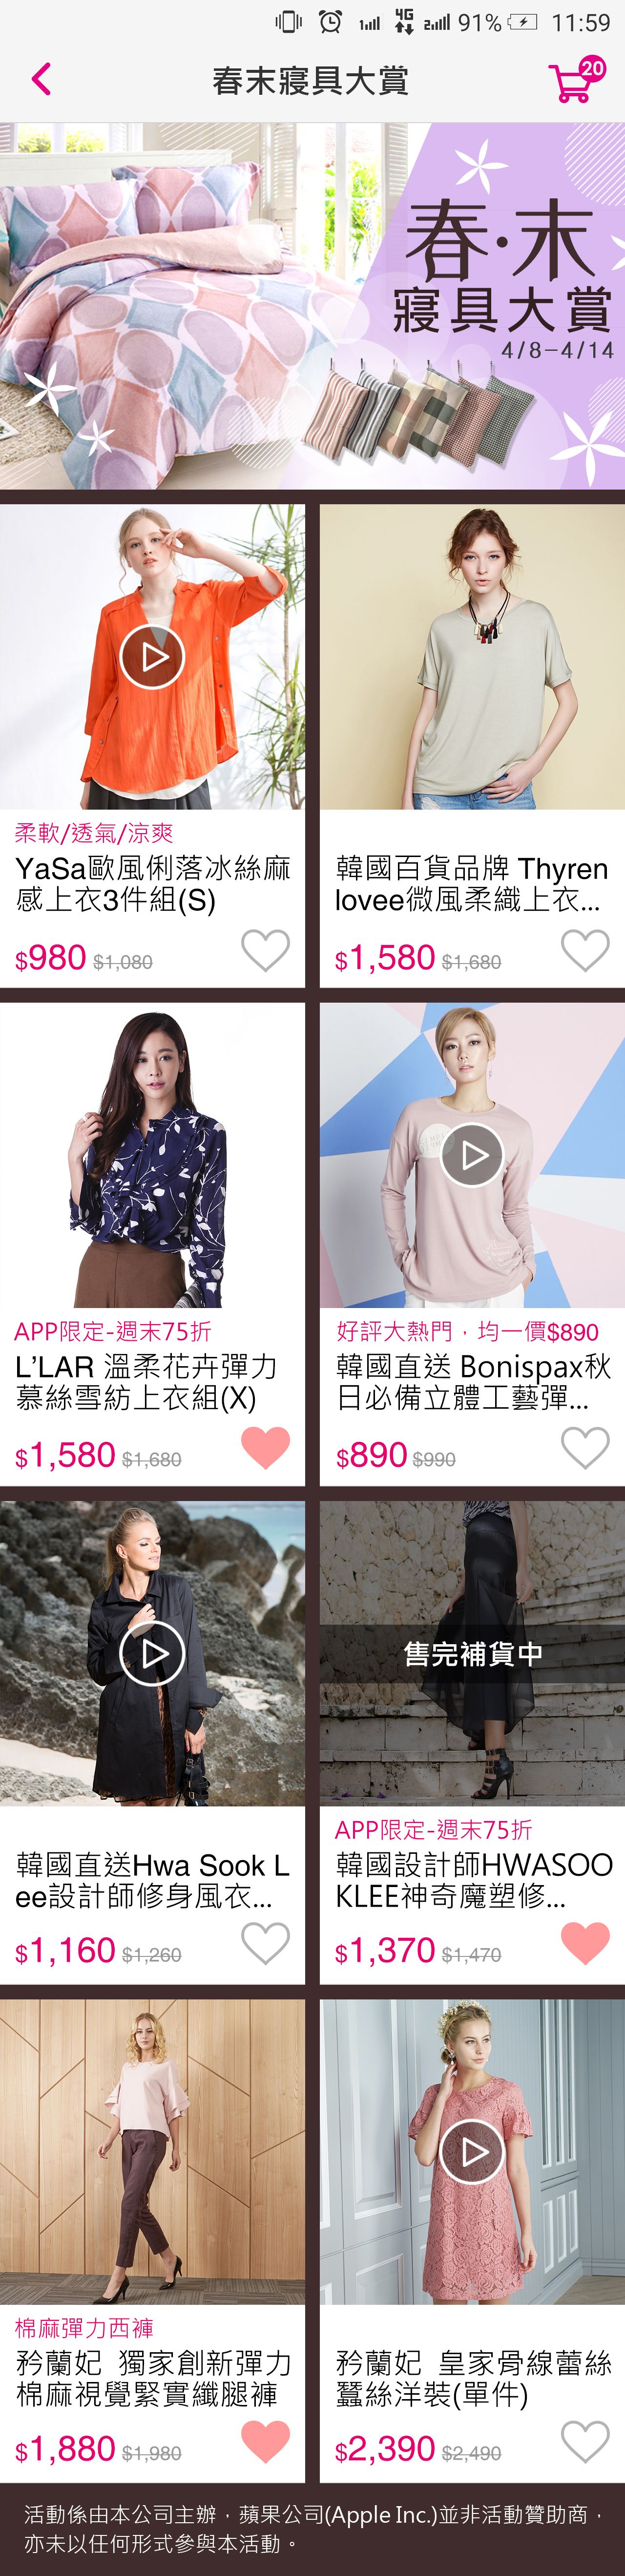 1 4G 2 91% 11:59
春末寢具大賞
20
春·末
寢具大賞
4/8-4/14
柔軟/透氣/涼爽
YaSa歐風俐落冰絲麻
感上衣3件組(S)
$980 $1,080
韓國百貨品牌 Thyren
lovee微風柔織上衣...
$1,580 $1,680
APP限定-週末75折
L’LAR 溫柔花卉彈力
慕絲雪紡上衣組(X)
$1,580 $1,680
好評大熱門，均一價$890
韓國直送 Bonispax秋
日必備立體工藝彈...
$890 $990
韓國直送Hwa Sook L
ee設計師修身風衣...
$1,160 $1,260
售完補貨中
APP限定-週末75折
韓國設計師HWASOO
KLEE神奇魔塑修...
$1,370 $1,470
棉麻彈力西褲
矜蘭妃 獨家創新彈力
棉麻視覺緊實纖腿褲
$1,880 $1,980
矜蘭妃 皇家骨線蕾絲
蠶絲洋裝(單件)
$2,390 $2,490
活動係由本公司主辦，蘋果公司(Apple Inc.)並非活動贊助商，
亦未以任何形式參與本活動。